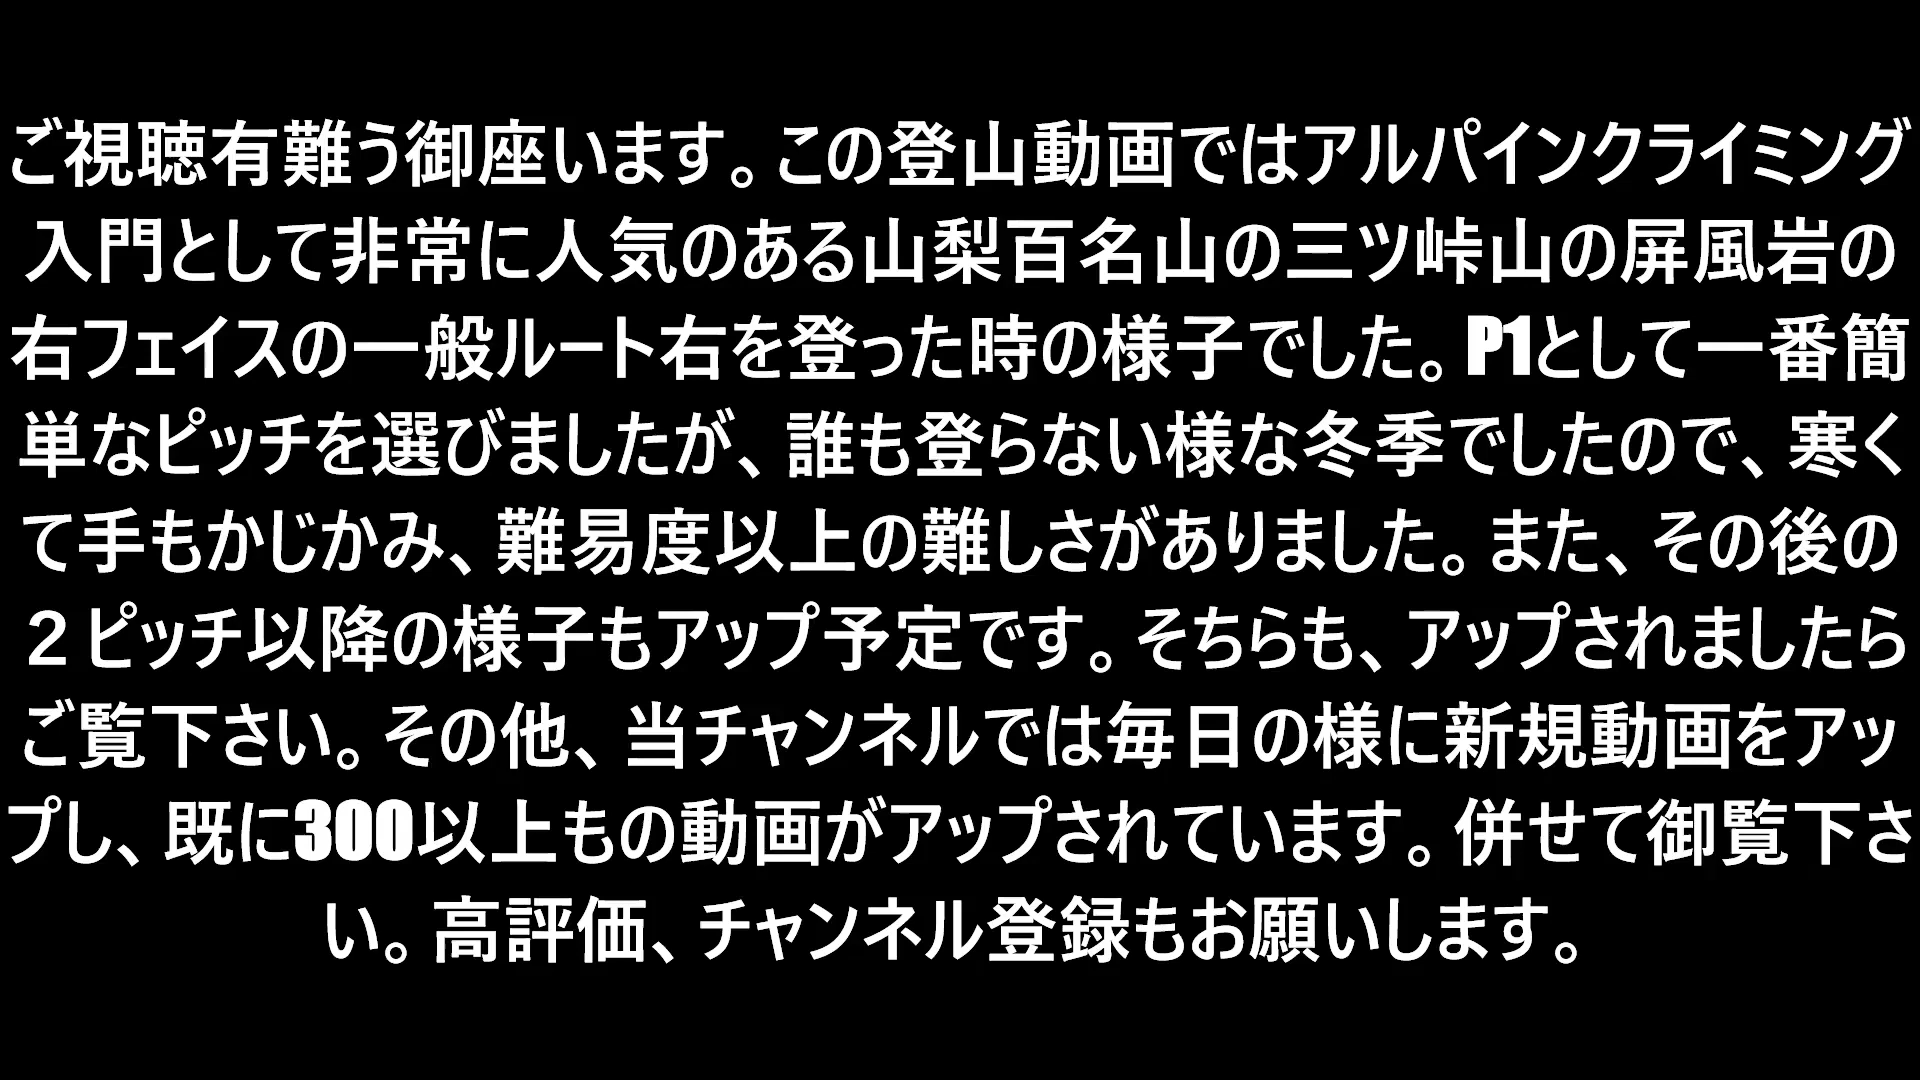 ご視聴有難う御座います。この登山動画ではアルパインクライミング
入門として非常に人気のある山梨百名山の三ツ峠山の屏風岩の
右フェイスの一般ルート右を登った時の様子でした。P1として一番簡
単なピッチを選びましたが、誰も登らない様な冬季でしたので、寒く
て手もかじかみ、難易度以上の難しさがありました。また、その後の
２ピッチ以降の様子もアップ予定です。そちらも、アップされましたら
ご覧下さい。その他、当チャンネルでは毎日の様に新規動画をアッ
プし、既に300以上もの動画がアップされています。併せて御覧下さ
い。高評価、チャンネル登録もお願いします。